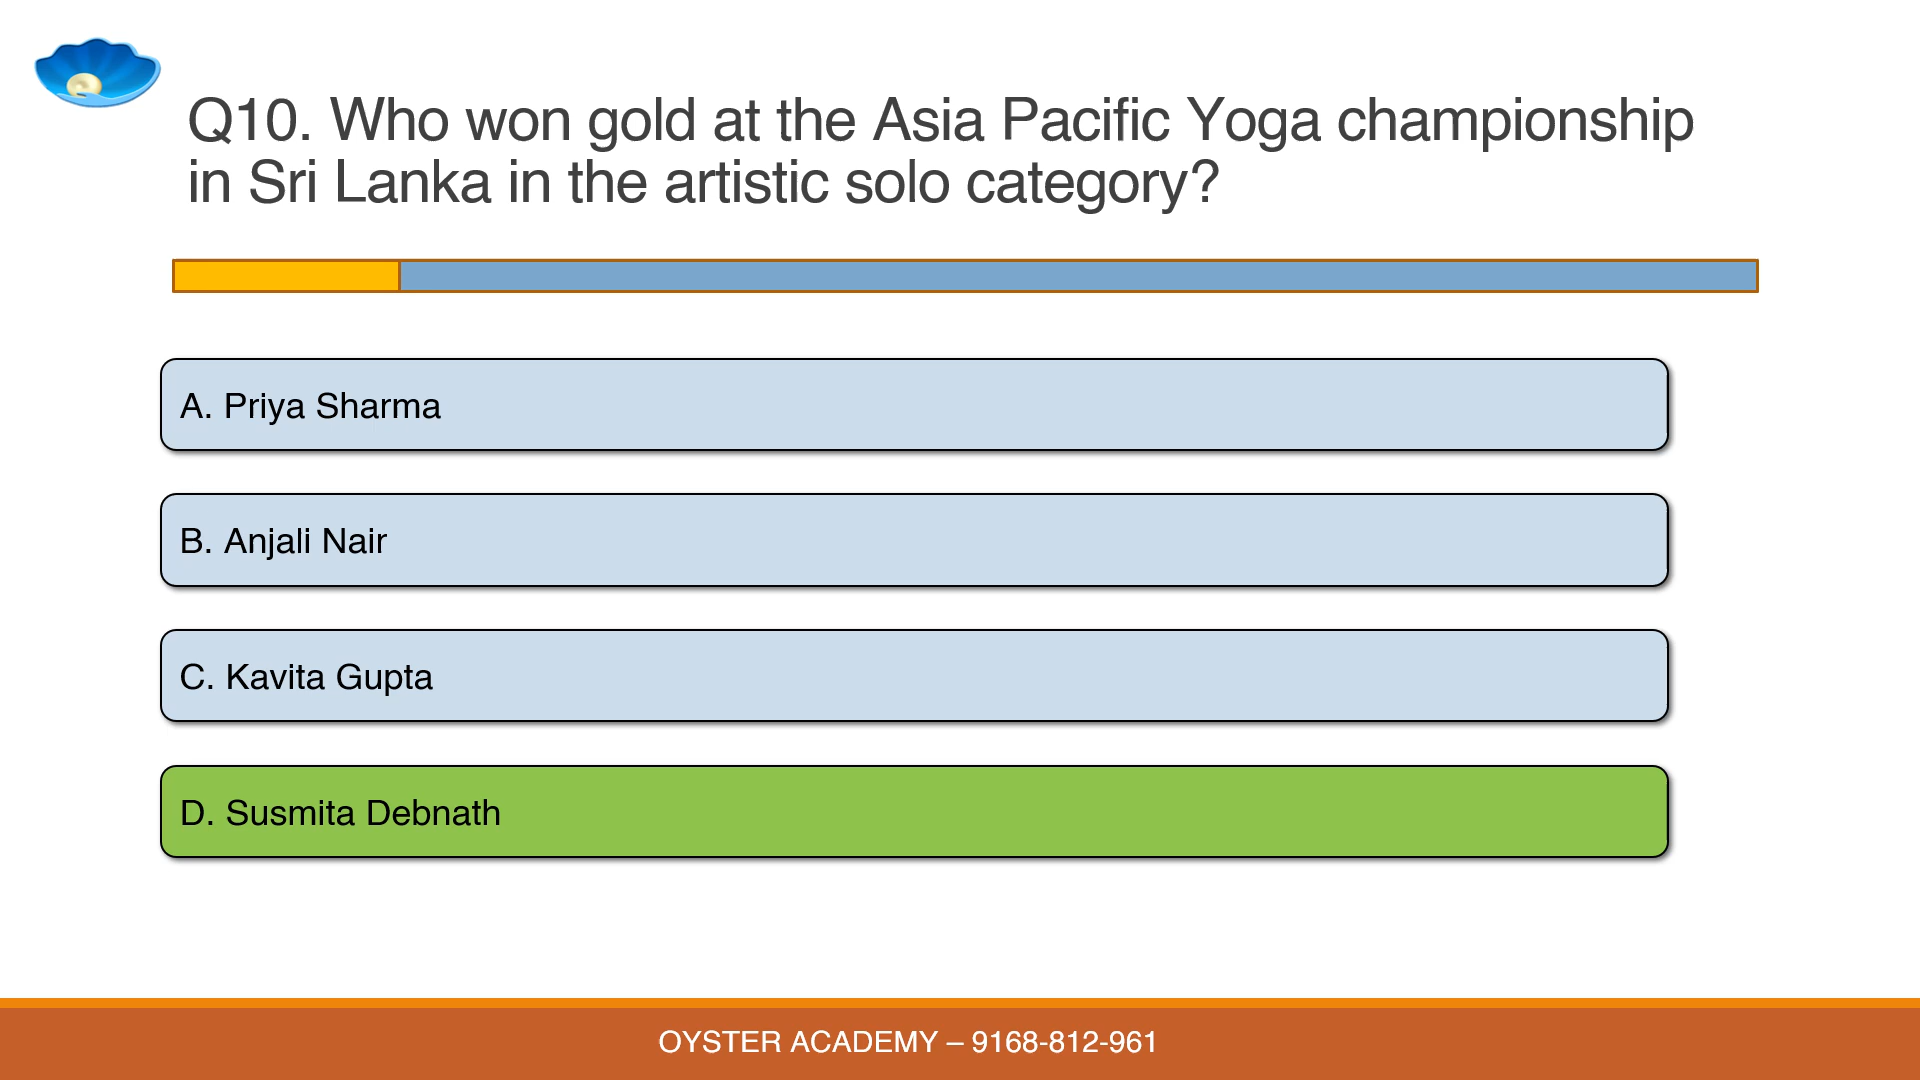 Q10. Who won gold at the Asia Pacific Yoga championship
in Sri Lanka in the artistic solo category?
A. Priya Sharma
B. Anjali Nair
C. Kavita Gupta
D. Susmita Debnath
OYSTER ACADEMY – 9168-812-961